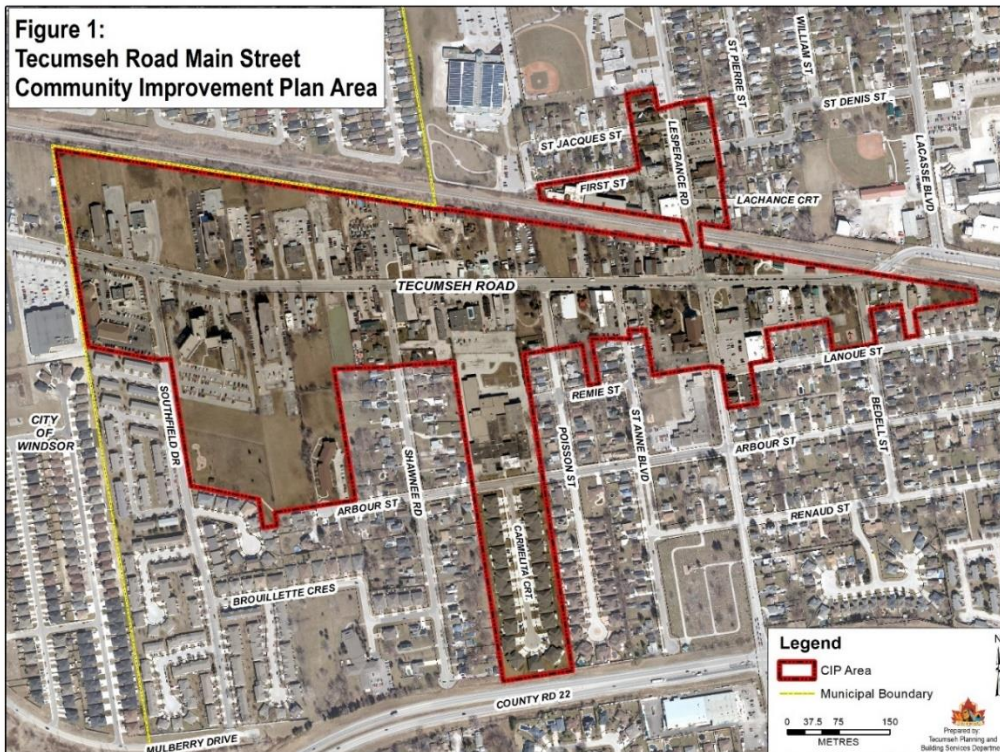 Figure 1:
Tecumseh Road Main Street
Community Improvement Plan Area
WILLIAM ST
ST PIERRE ST
ST DENIS ST
LACASSE BLVD
ST JACQUES ST
LESPERANCE RD
FIRST ST
LACHANCE CRT
TECUMSEH ROAD
LANOUE ST
REMIE ST
SOUTHFIELD DR
CITY
OF
WINDSOR
SHAWNEE RD
POISSON ST
ST ANNE BLVD
BEDELL ST
ARBOUR ST
ARBOUR ST
RENAUD ST
CARMELITA CRT.
BROUILLETTE CRES
COUNTY RD 22
MULBERRY DRIVE
Legend
CIP Area
Municipal Boundary
0 37.5 75 150
METRES
N
Prepared by:
Tecumseh Planning and
Building Services